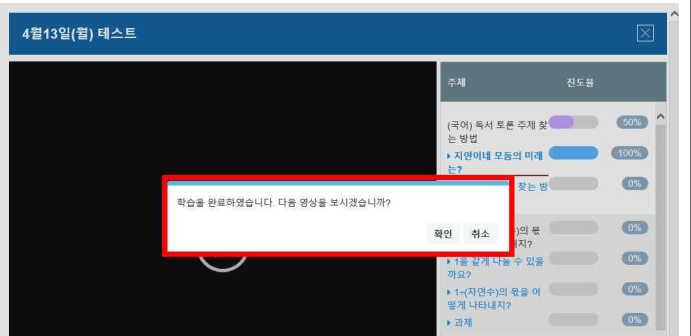 4월13일(월) 테스트
주제 진도율
(국어) 독서 토론 주제 찾 50%
는 방법
▸ 지연이네 모둠의 미래 100%
는?
찾는 방 0%
학습을 완료하였습니다. 다음 영상을 보시겠습니까?
확인 취소
)의 몫 0%
내지?
▸ 1을 같게 나눌 수 있을 0%
까요?
▸ 1÷(자연수)의 몫을 어 0%
떻게 나타내지?
▸ 과제 0%